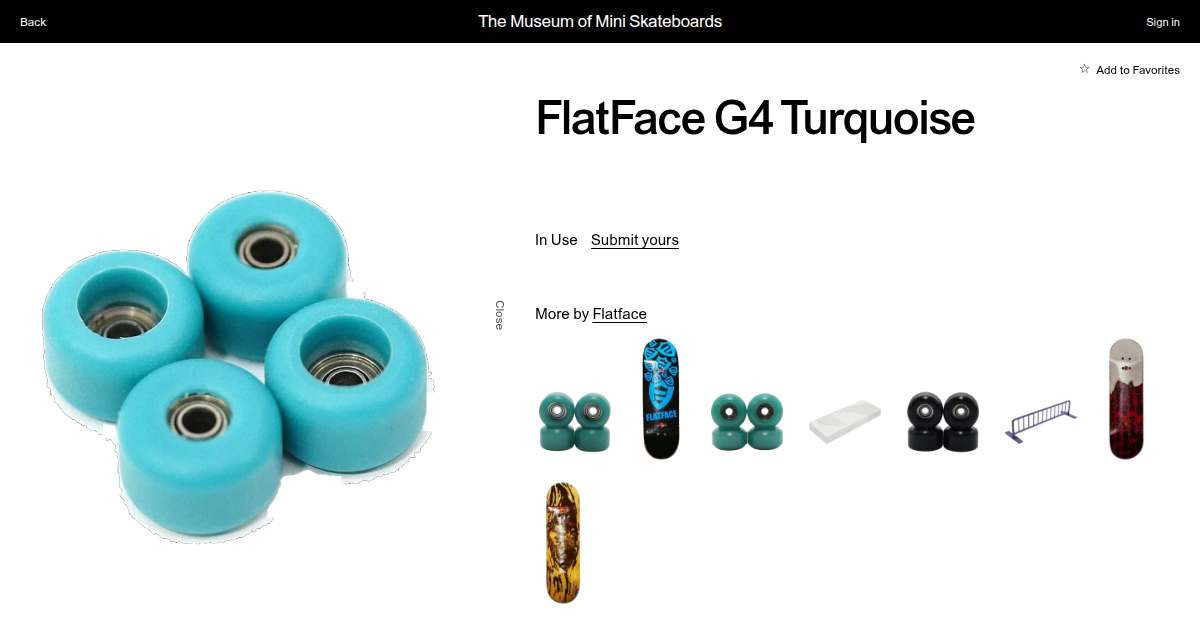 Back
The Museum of Mini Skateboards
Sign in
☆ Add to Favorites
FlatFace G4 Turquoise
In Use Submit yours
Close
More by Flatface
FLATFACE